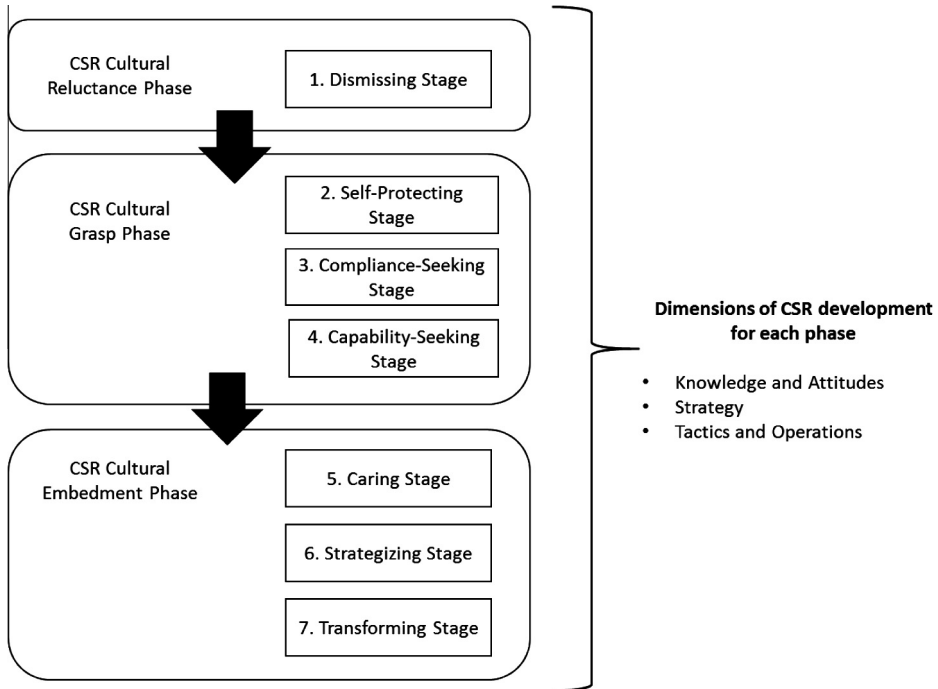 CSR Cultural
Reluctance Phase
1. Dismissing Stage
CSR Cultural
Grasp Phase
2. Self-Protecting
Stage
3. Compliance-Seeking
Stage
4. Capability-Seeking
Stage
CSR Cultural
Embedment Phase
5. Caring Stage
6. Strategizing Stage
7. Transforming Stage
Dimensions of CSR development
for each phase
• Knowledge and Attitudes
• Strategy
• Tactics and Operations